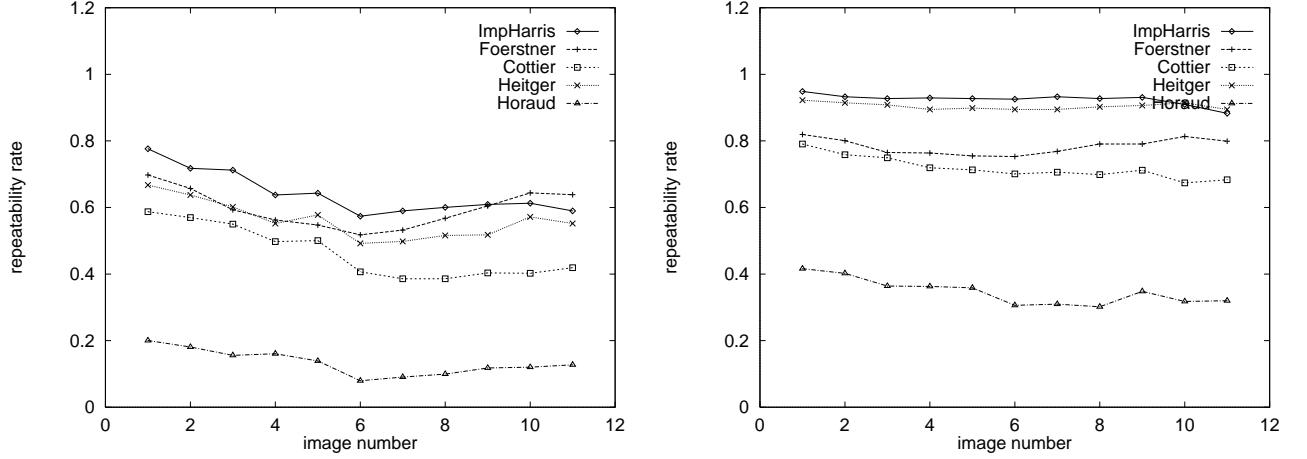 1.2
1
0.8
0.6
0.4
0.2
0
repeatability rate
ImpHarris
Foerstner
Cottier
Heitger
Horaud
0 2 4 6 8 10 12
image number
1.2
1
0.8
0.6
0.4
0.2
0
repeatability rate
ImpHarris
Foerstner
Cottier
Heitger
Horaud
0 2 4 6 8 10 12
image number